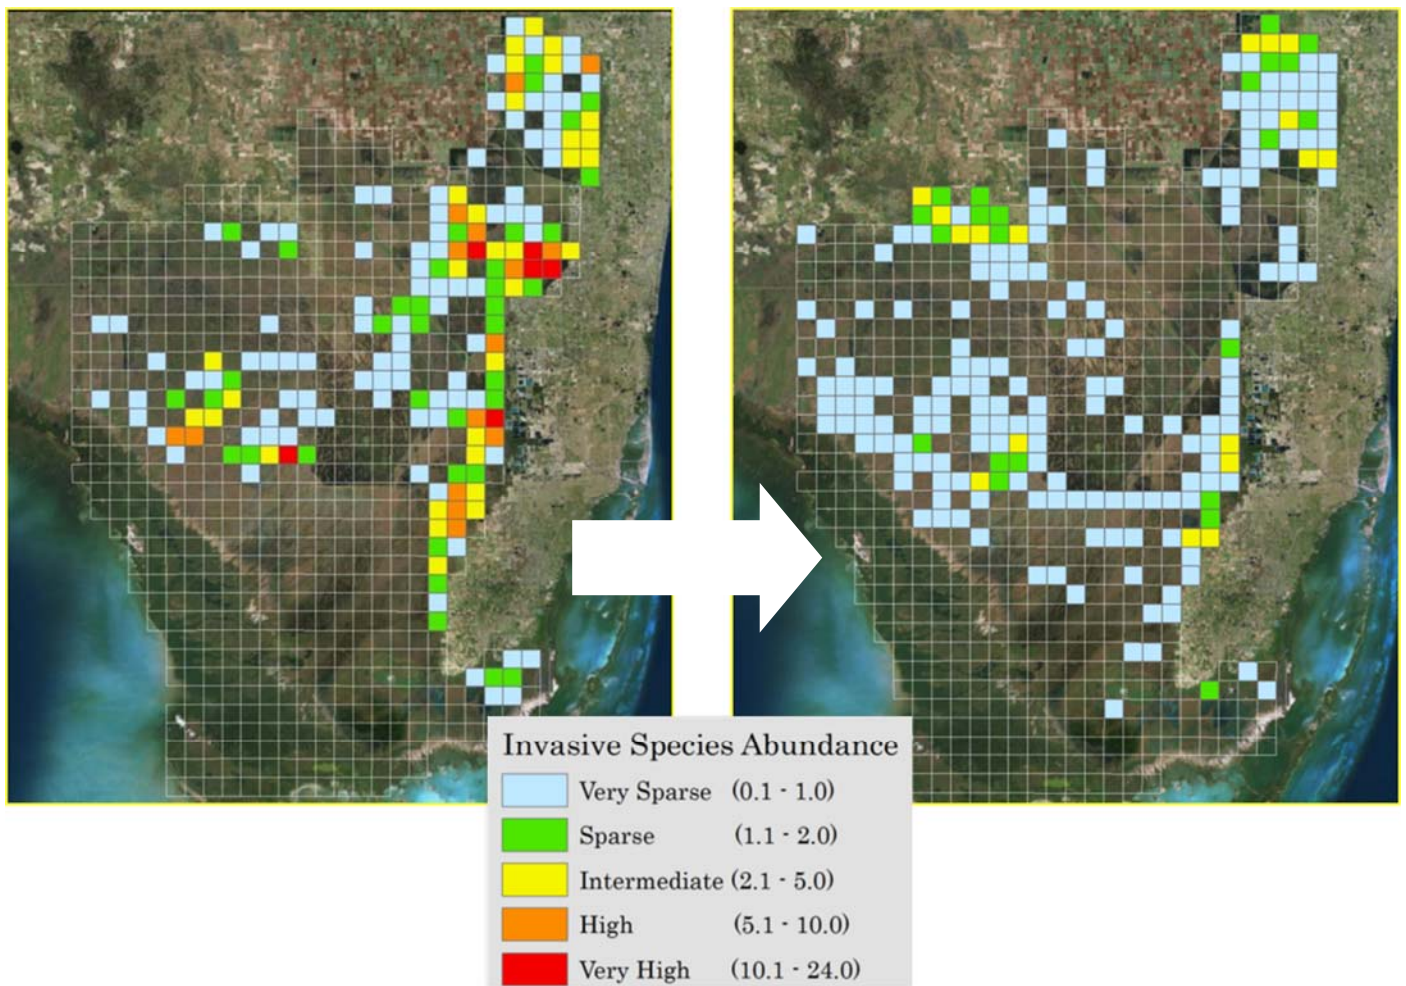 Invasive Species Abundance
Very Sparse (0.1 - 1.0)
Sparse (1.1 - 2.0)
Intermediate (2.1 - 5.0)
High (5.1 - 10.0)
Very High (10.1 - 24.0)